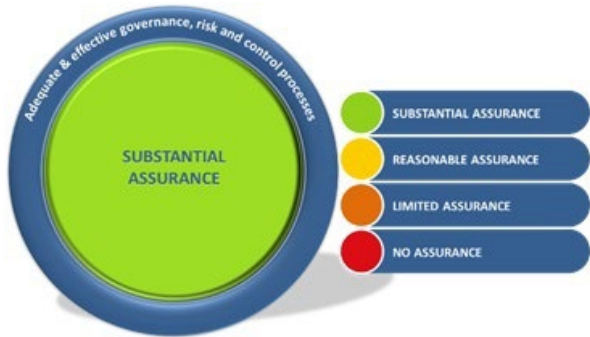 Adequate & effective governance, risk and control processes
SUBSTANTIAL
ASSURANCE
SUBSTANTIAL ASSURANCE
REASONABLE ASSURANCE
LIMITED ASSURANCE
NO ASSURANCE